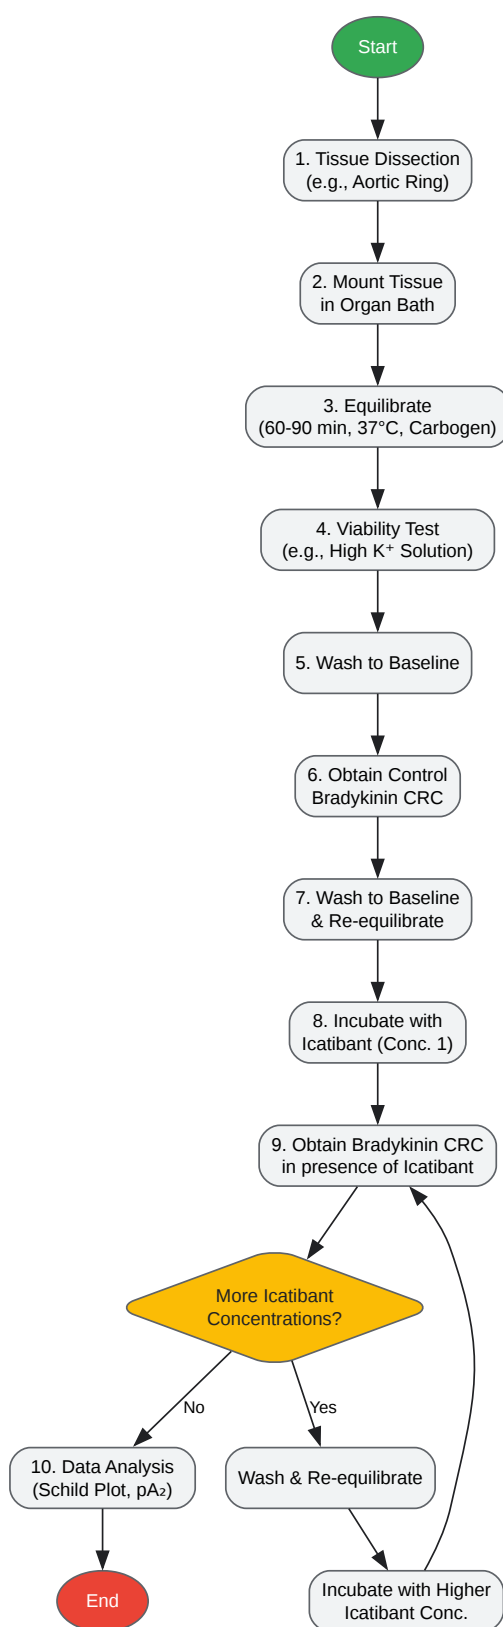 Start
1. Tissue Dissection
(e.g., Aortic Ring)
2. Mount Tissue
in Organ Bath
3. Equilibrate
(60-90 min, 37°C, Carbogen)
4. Viability Test
(e.g., High K⁺ Solution)
5. Wash to Baseline
6. Obtain Control
Bradykinin CRC
7. Wash to Baseline
& Re-equilibrate
8. Incubate with
Icatibant (Conc. 1)
9. Obtain Bradykinin CRC
in presence of Icatibant
More Icatibant
Concentrations?
No
Yes
10. Data Analysis
(Schild Plot, pA₂)
Wash & Re-equilibrate
End
Incubate with Higher
Icatibant Conc.